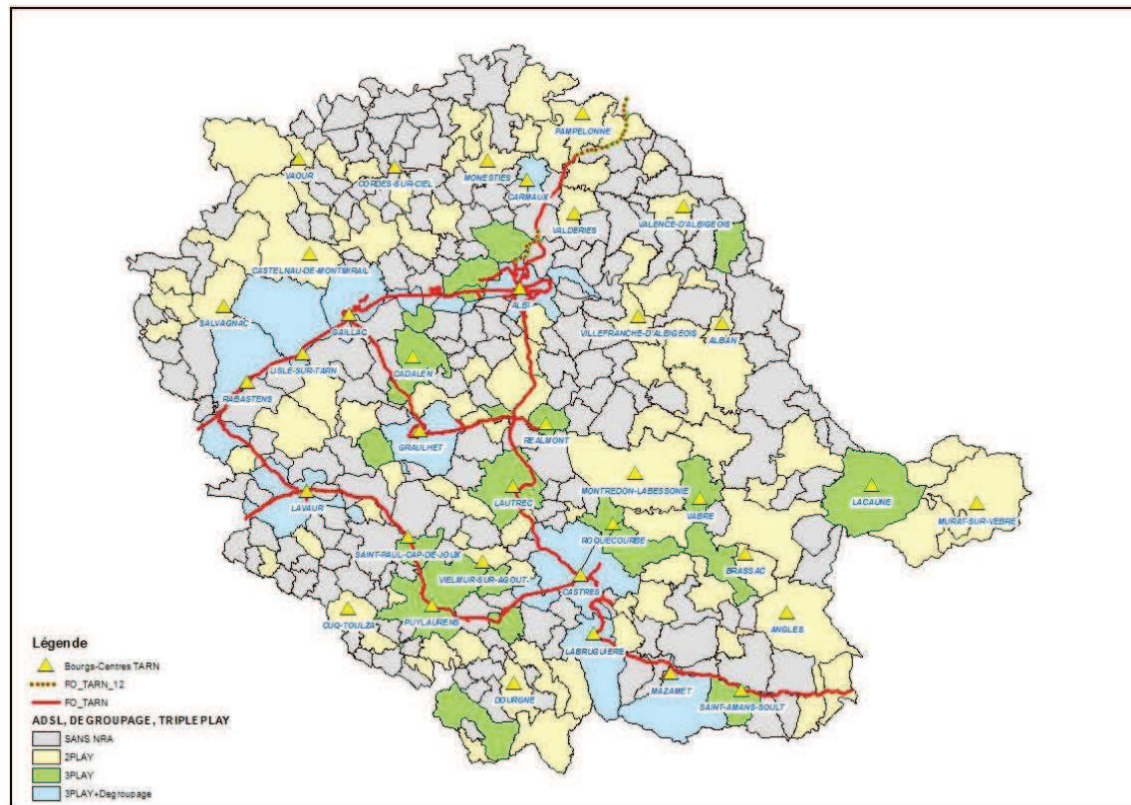 PAMPELONNE
VAOUR
CORDES-SUR-CIEL
MONESTIES
CARMAUX
VALDERIES
VALENCE-D'ALBIGEOIS
CASTELNAU-DE-MONTMIRAIL
ALBI
SALVAGNAC
GAILLAC
VILLEFRANCHE-D'ALBIGEOIS
ALBAN
LISLE-SUR-TARN
CADALEN
RABASTENS
REALMONT
GRAULHET
LAUTREC
MONTREDON-LABESSONIE
LACAUNE
LAVAUR
VABRE
MURAT-SUR-VEBRE
ROQUECOURBE
SAINT-PAUL-CAP-DE-JOUX
VIELMUR-SUR-AGOUT
BRASSAC
CASTRES
CUQ-TOULZA
PUYLAURENS
ANGLES
LABRUGUIERE
MAZAMET
SAINT-AMANS-SOULT
DOURGNE
Légende
Bourgs-Centres TARN
FO_TARN_12
FO_TARN
ADSL, DEGROUPAGE, TRIPLE PLAY
SANS NRA
2PLAY
3PLAY
3PLAY+Degroupage